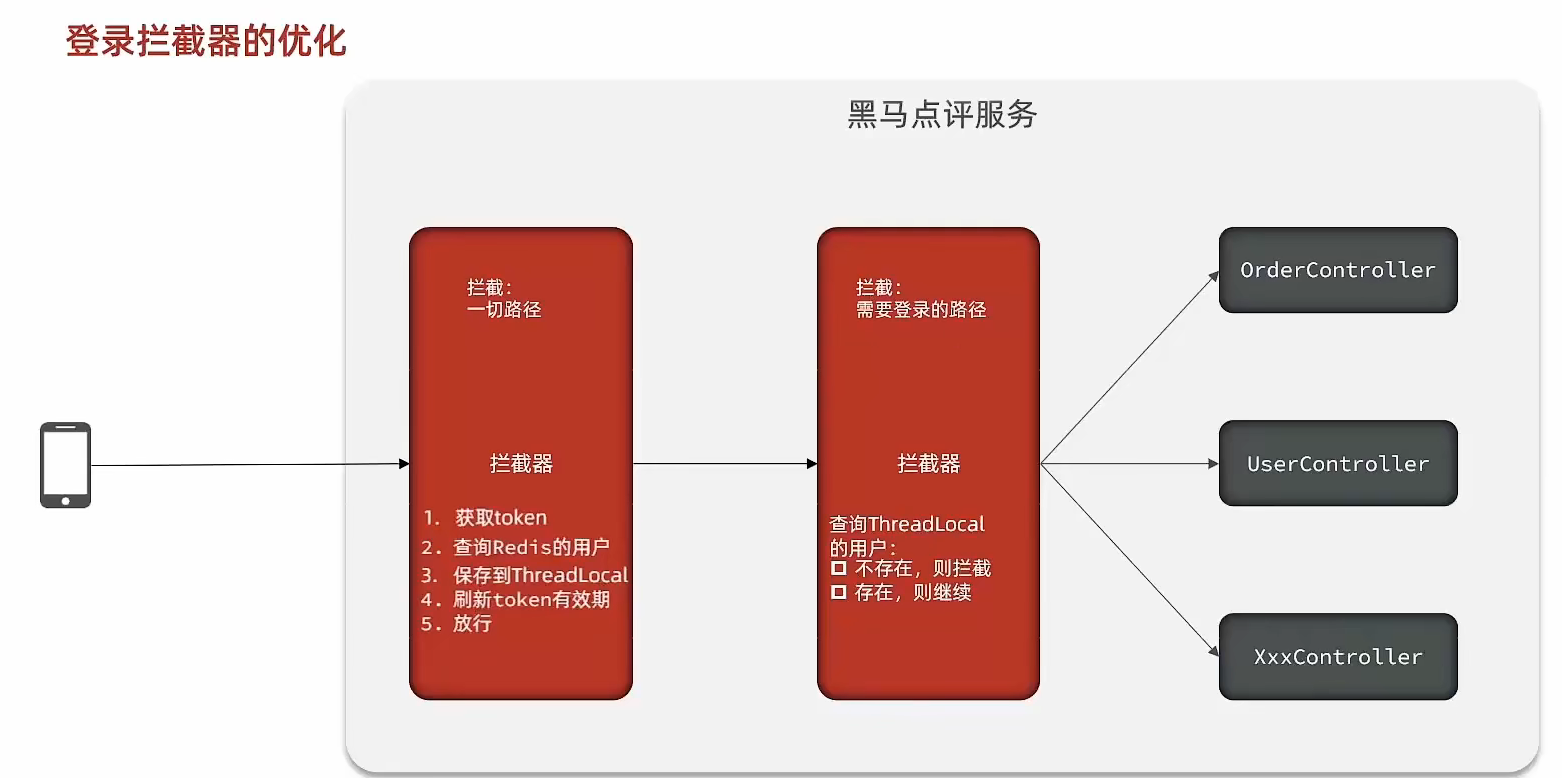 登录拦截器的优化
黑马点评服务
拦截：
一切路径
拦截器
1. 获取token
2. 查询Redis的用户
3. 保存到ThreadLocal
4. 刷新token有效期
5. 放行
拦截：
需要登录的路径
拦截器
查询ThreadLocal
的用户：
不存在，则拦截
存在，则继续
OrderController
UserController
XxxController